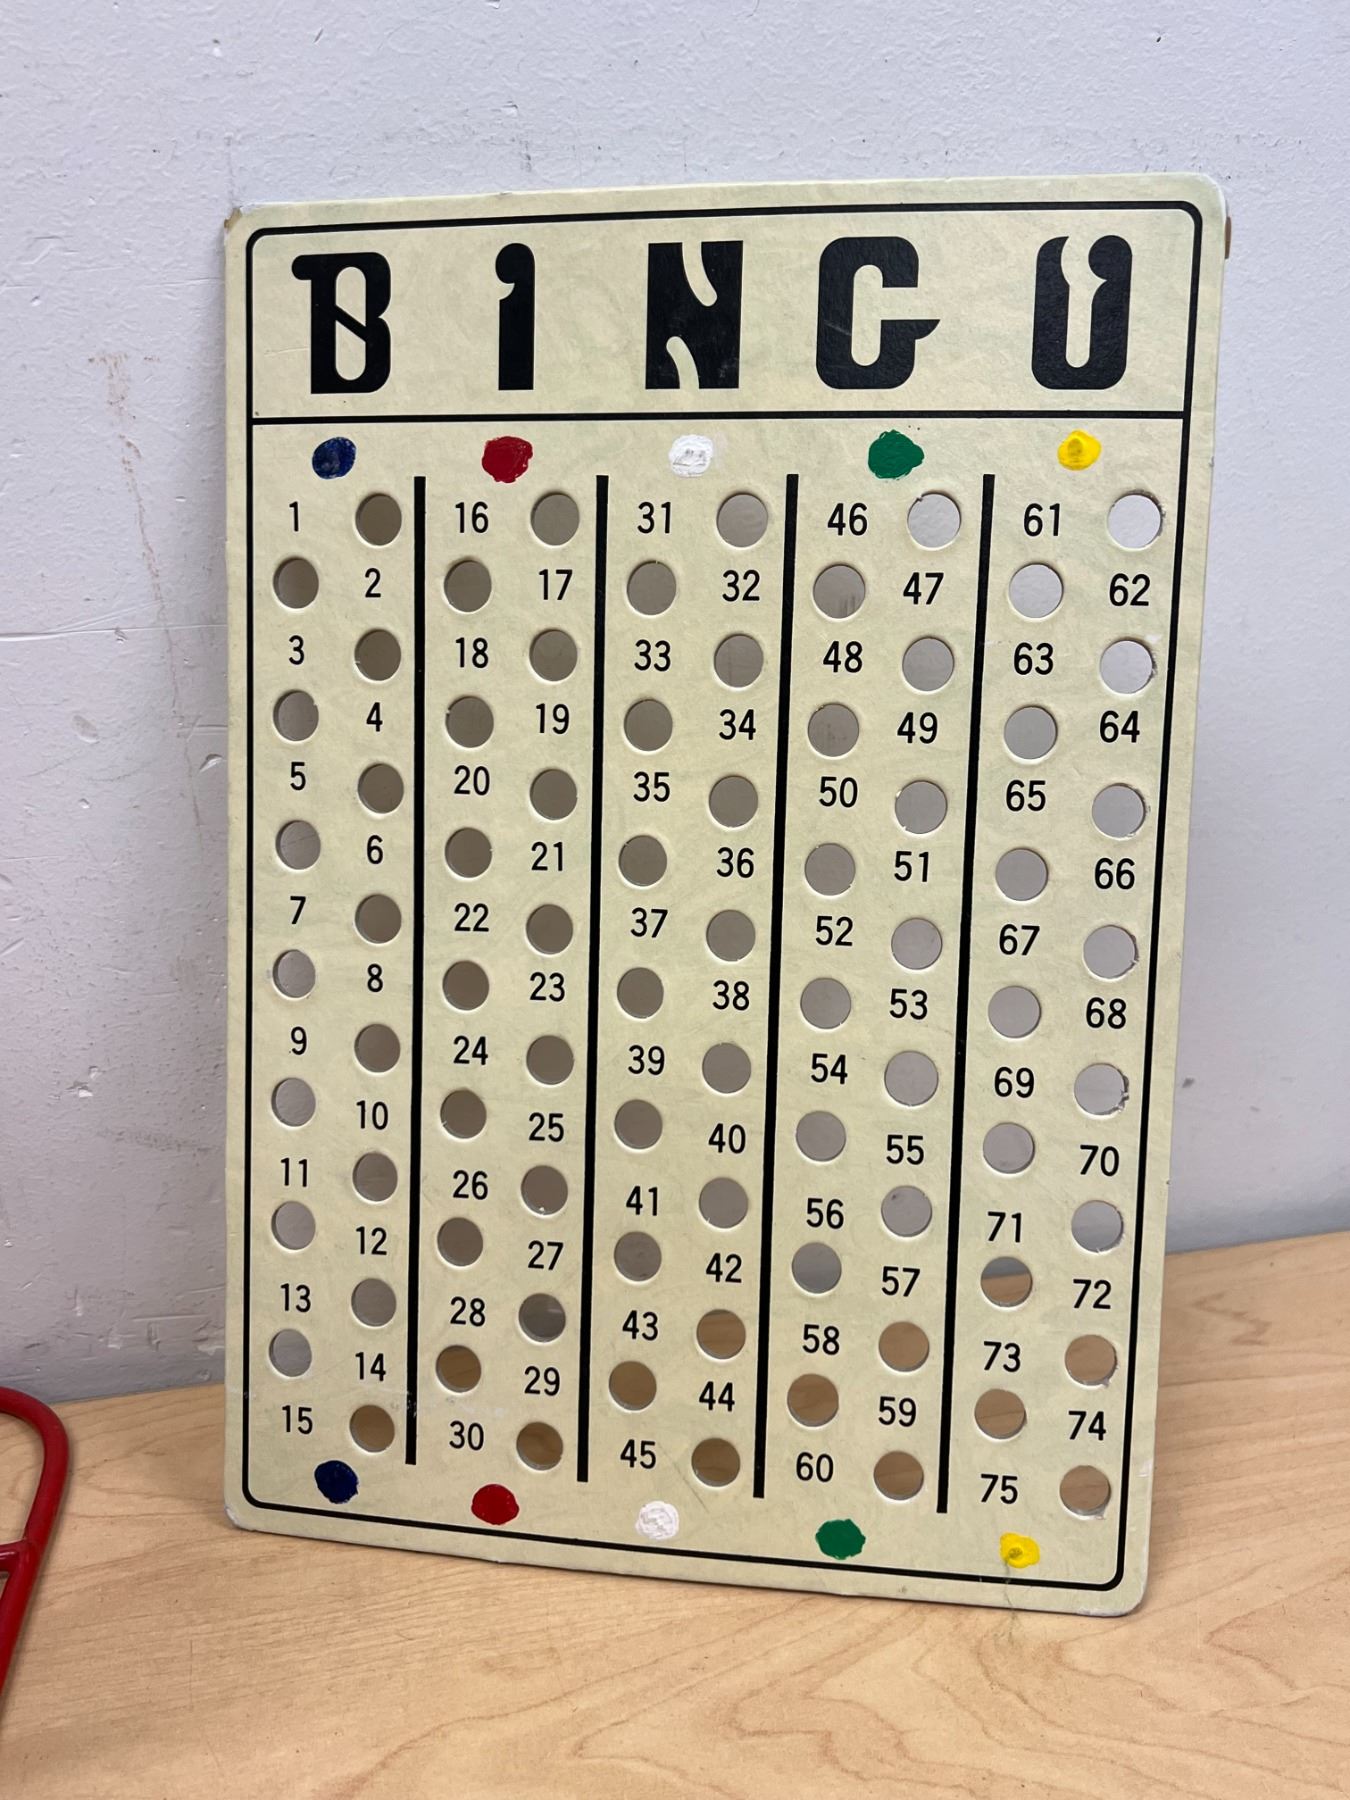 BINGO
1 16 31 46 61
2 17 32 47 62
3 18 33 48 63
4 19 34 49 64
5 20 35 50 65
6 21 36 51 66
7 22 37 52 67
8 23 38 53 68
9 24 39 54 69
10 25 40 55 70
11 26 41 56 71
12 27 42 57 72
13 28 43 58 73
14 29 44 59 74
15 30 45 60 75